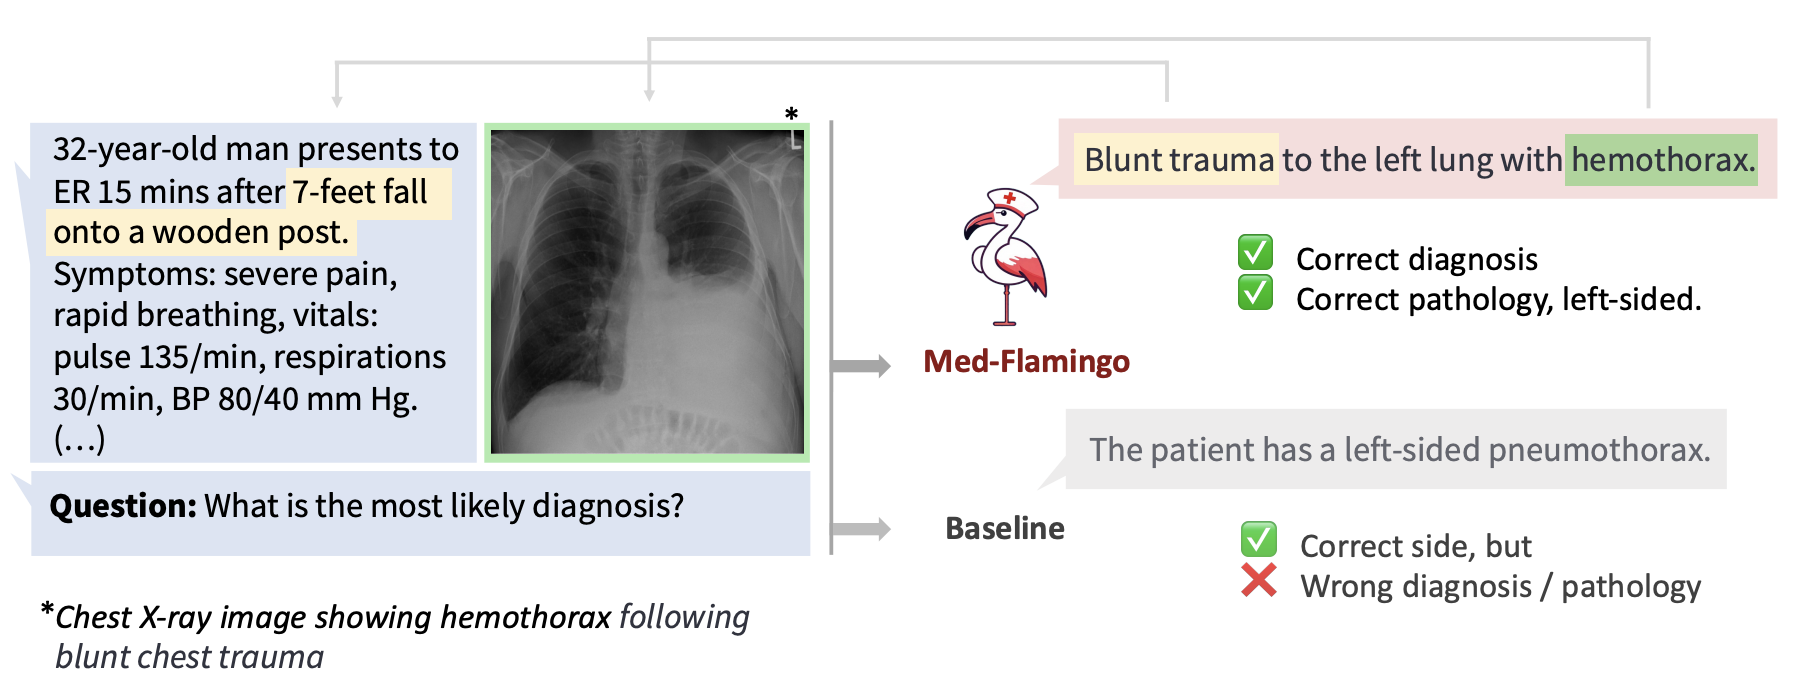 32-year-old man presents to
ER 15 mins after 7-feet fall
onto a wooden post.
Symptoms: severe pain,
rapid breathing, vitals:
pulse 135/min, respirations
30/min, BP 80/40 mm Hg.
(…)
*
L
Question: What is the most likely diagnosis?
*Chest X-ray image showing hemothorax following
blunt chest trauma
Blunt trauma to the left lung with hemothorax.
Correct diagnosis
Correct pathology, left-sided.
Med-Flamingo
The patient has a left-sided pneumothorax.
Baseline
Correct side, but
Wrong diagnosis / pathology